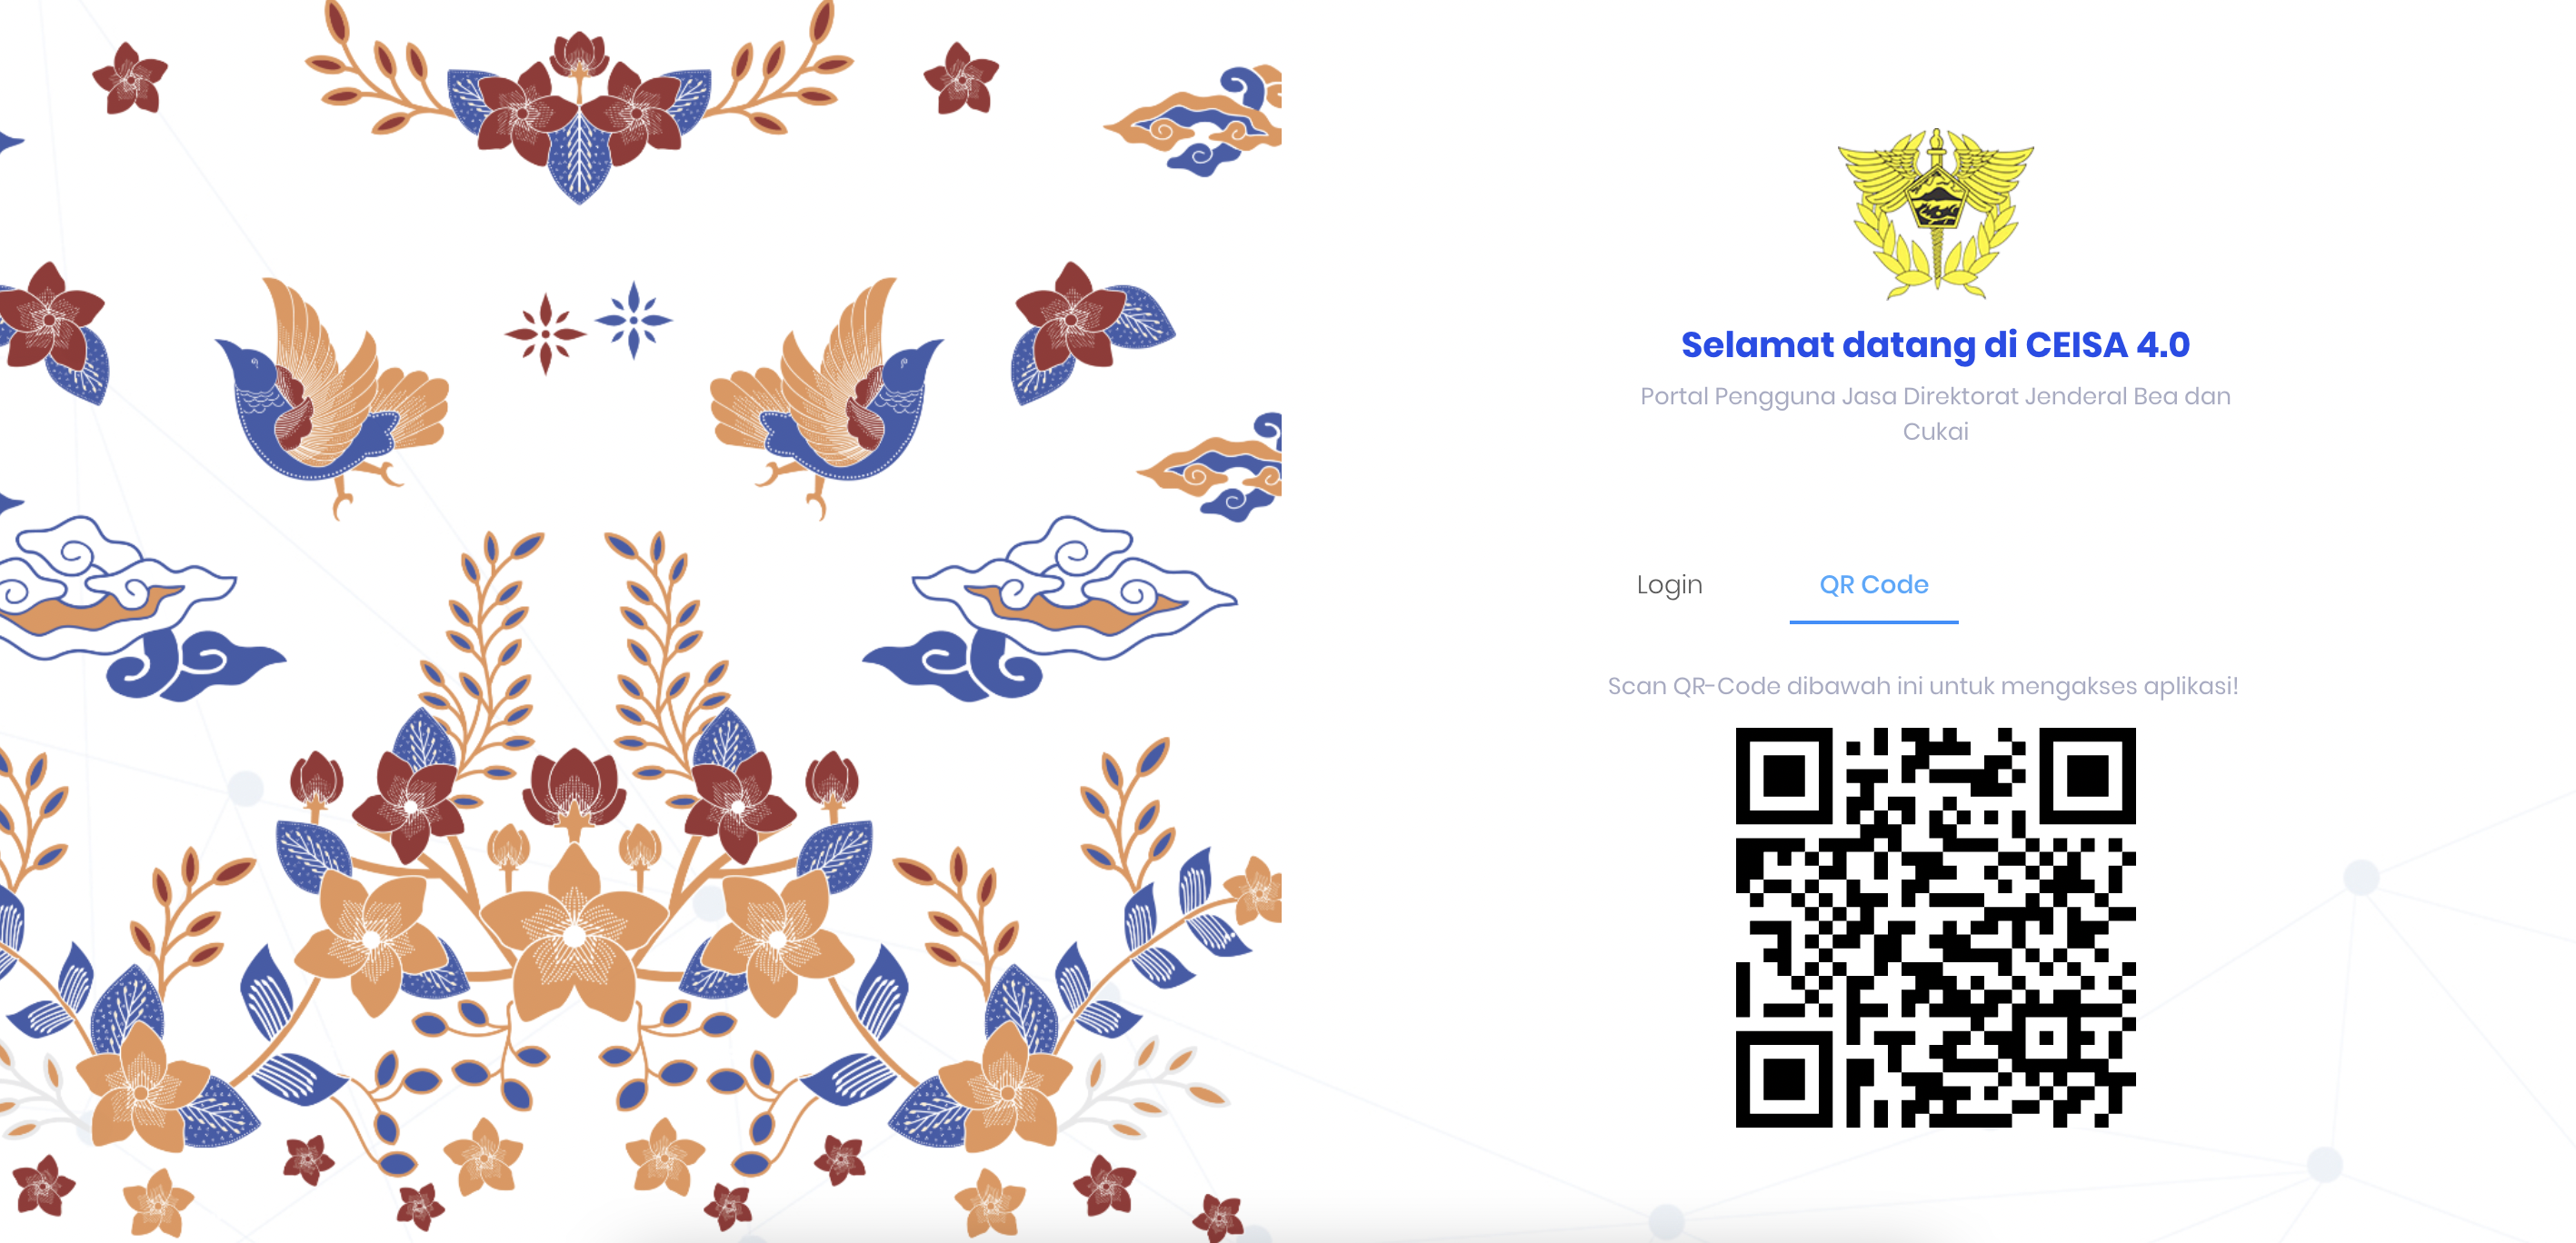 Selamat datang di CEISA 4.0
Portal Pengguna Jasa Direktorat Jenderal Bea dan
Cukai
Login
QR Code
Scan QR-Code dibawah ini untuk mengakses aplikasi!